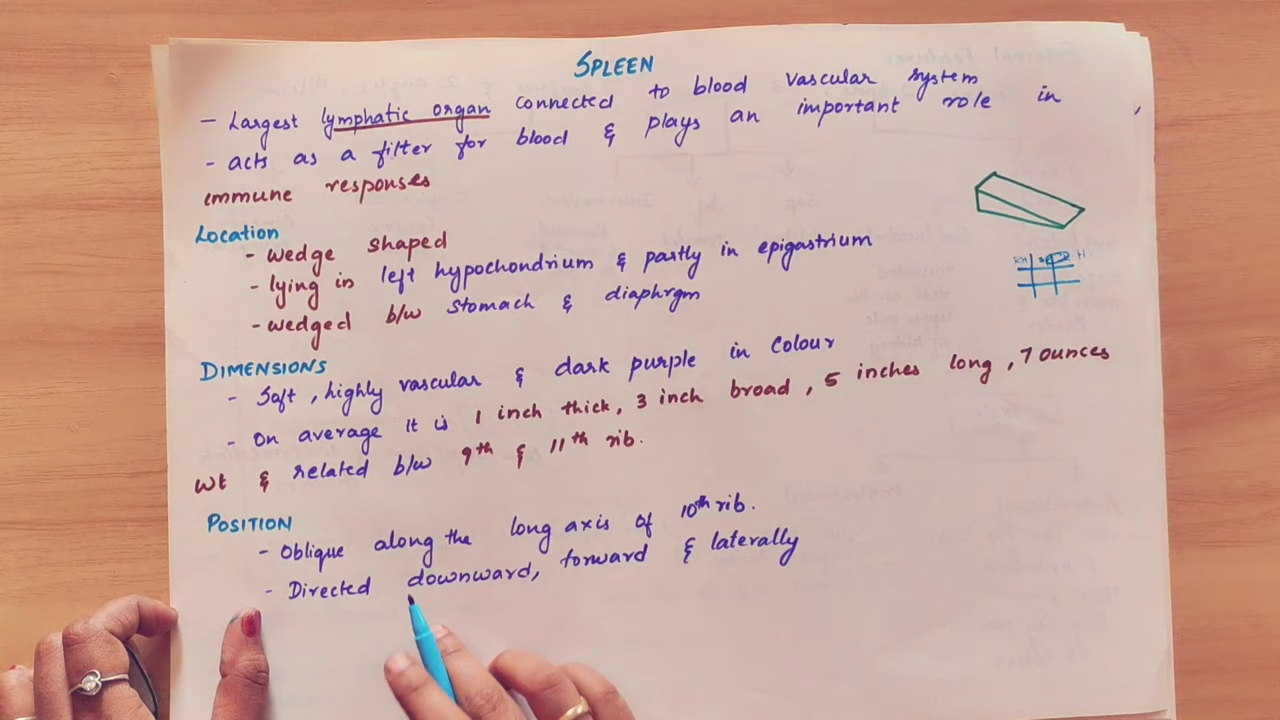 SPLEEN
- Largest lymphatic organ connected to blood vascular system
- acts as a filter for blood & plays an important role in
immune responses
Location
- wedge shaped
- lying in left hypochondrium & partly in epigastrium
- wedged b/w stomach & diaphrgm
DIMENSIONS
- Soft, highly vascular & dark purple in colour
- On average it is 1 inch thick, 3 inch broad, 5 inches long, 7 ounces
wt & related b/w 9th & 11th rib.
POSITION
- Oblique along the long axis of 10th rib.
- Directed downward, forward & laterally